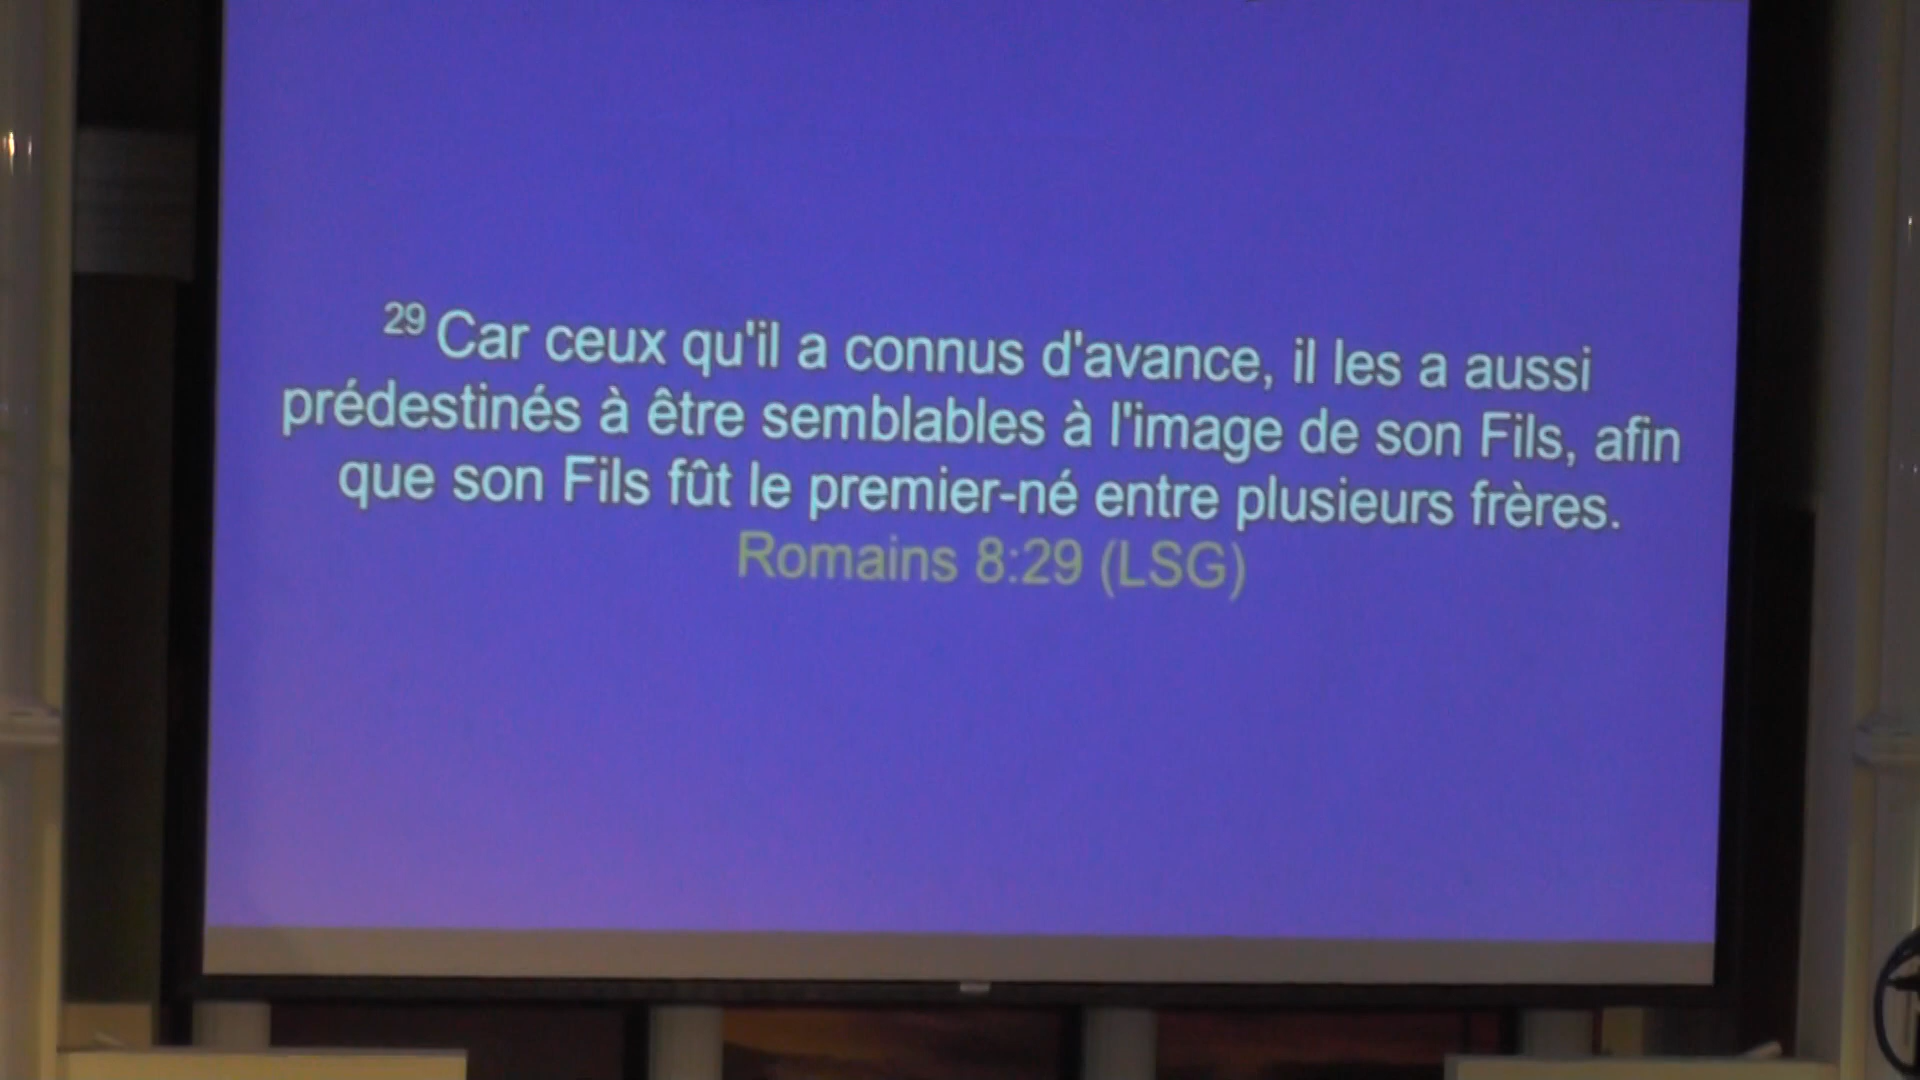 29 Car ceux qu'il a connus d'avance, il les a aussi
prédestinés à être semblables à l'image de son Fils, afin
que son Fils fût le premier-né entre plusieurs frères.
Romains 8:29 (LSG)